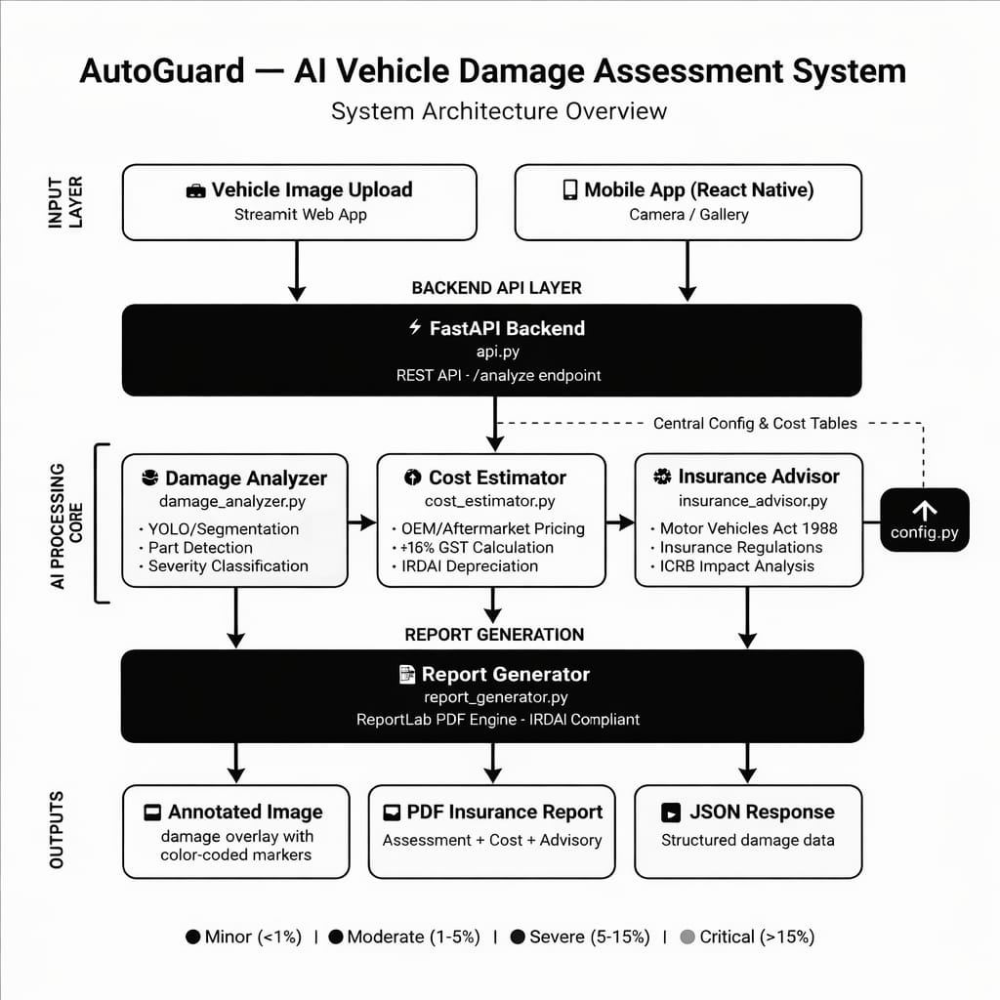 AutoGuard — AI Vehicle Damage Assessment System
System Architecture Overview
INPUT
LAYER
Vehicle Image Upload
Streamit Web App
Mobile App (React Native)
Camera / Gallery
BACKEND API LAYER
FastAPI Backend
api.py
REST API - /analyze endpoint
Central Config & Cost Tables
AI PROCESSING
CORE
Damage Analyzer
damage_analyzer.py
· YOLO/Segmentation
· Part Detection
· Severity Classification
Cost Estimator
cost_estimator.py
· OEM/Aftermarket Pricing
· +16% GST Calculation
· IRDAI Depreciation
Insurance Advisor
insurance_advisor.py
· Motor Vehicles Act 1988
· Insurance Regulations
· ICRB Impact Analysis
config.py
REPORT GENERATION
Report Generator
report_generator.py
ReportLab PDF Engine - IRDAI Compliant
OUTPUTS
Annotated Image
damage overlay with
color-coded markers
PDF Insurance Report
Assessment + Cost + Advisory
JSON Response
Structured damage data
Minor (<1%) | Moderate (1-5%) | Severe (5-15%) | Critical (>15%)